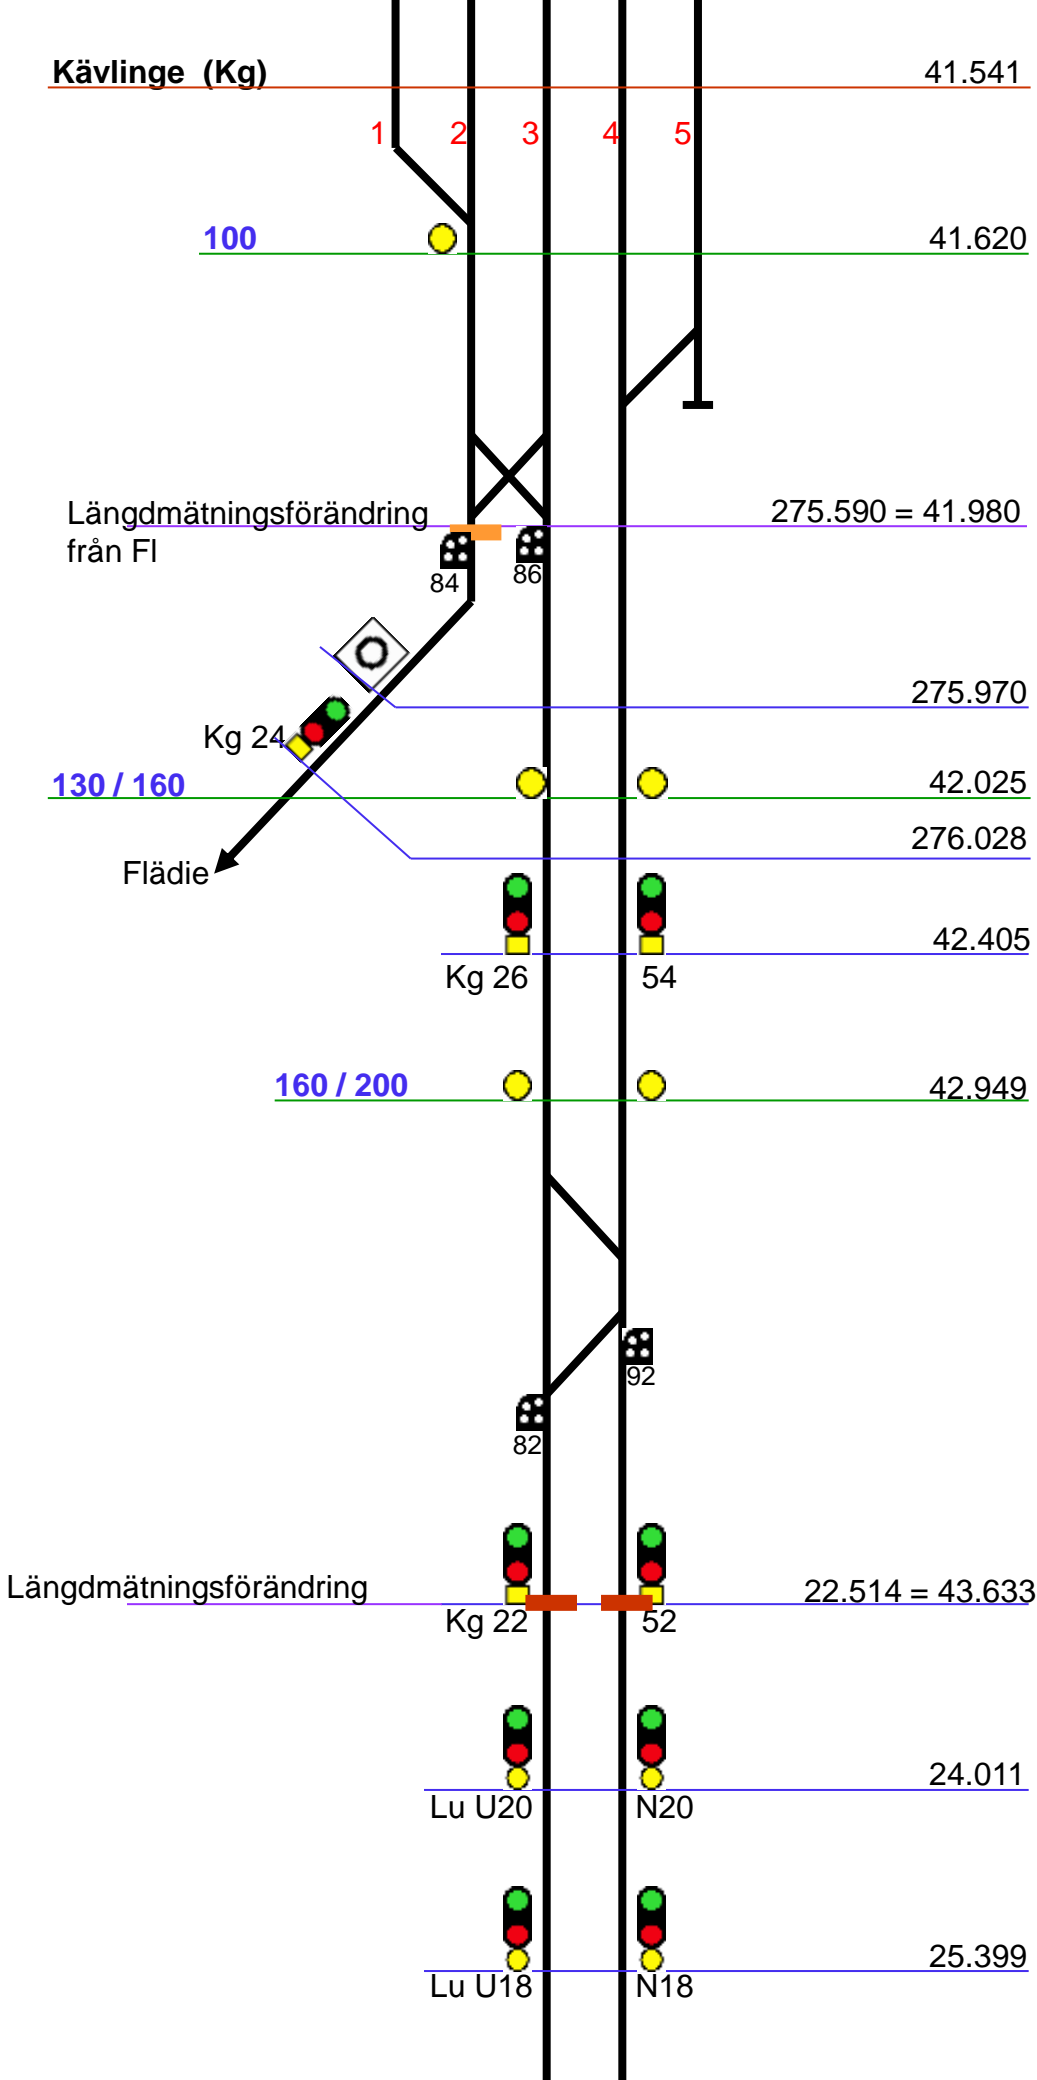 Kävlinge (Kg) 41.541
1 2 3 4 5
100 41.620
Längdmätningsförändring 275.590 = 41.980
från Fl
84 86
275.970
Kg 24
130 / 160 42.025
276.028
Flädie
42.405
Kg 26 54
160 / 200 42.949
92
82
Längdmätningsförändring 22.514 = 43.633
Kg 22 52
24.011
Lu U20 N20
25.399
Lu U18 N18